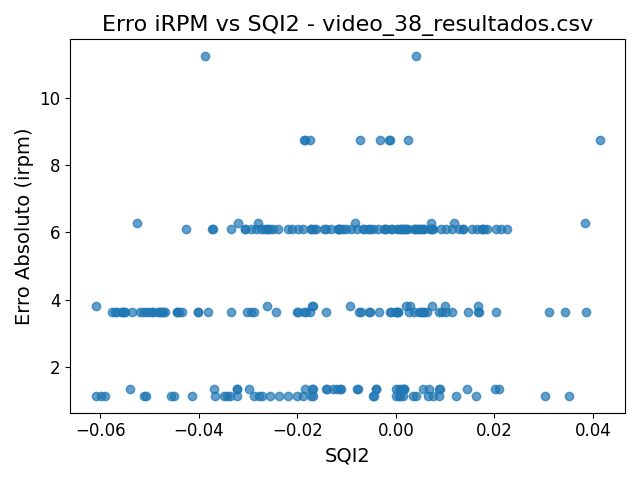 Erro iRPM vs SQI2 - video_38_resultados.csv
Erro Absoluto (irpm)
10
8
6
4
2
−0.06 −0.04 −0.02 0.00 0.02 0.04
SQI2